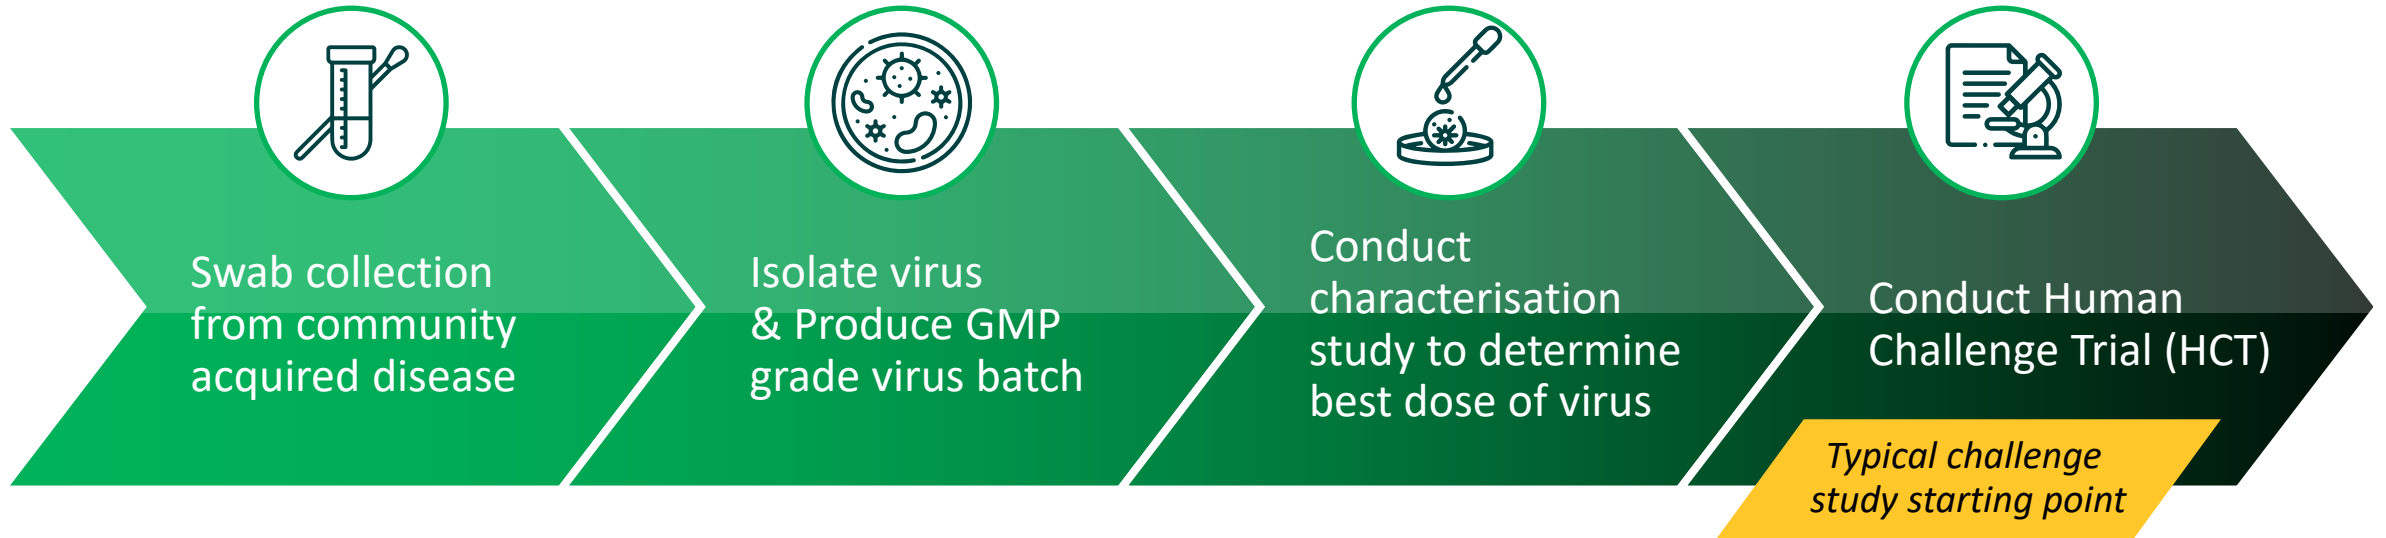 Swab collection
from community
acquired disease
Isolate virus
& Produce GMP
grade virus batch
Conduct
characterisation
study to determine
best dose of virus
Conduct Human
Challenge Trial (HCT)
Typical challenge
study starting point